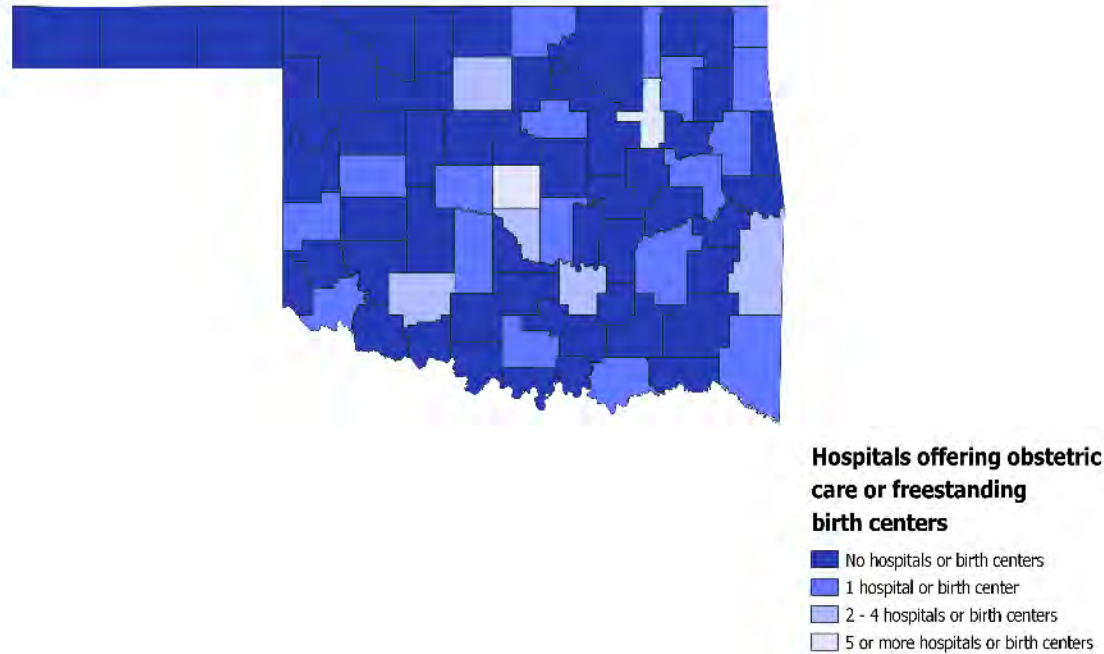 Hospitals offering obstetric
care or freestanding
birth centers
No hospitals or birth centers
1 hospital or birth center
2 - 4 hospitals or birth centers
5 or more hospitals or birth centers